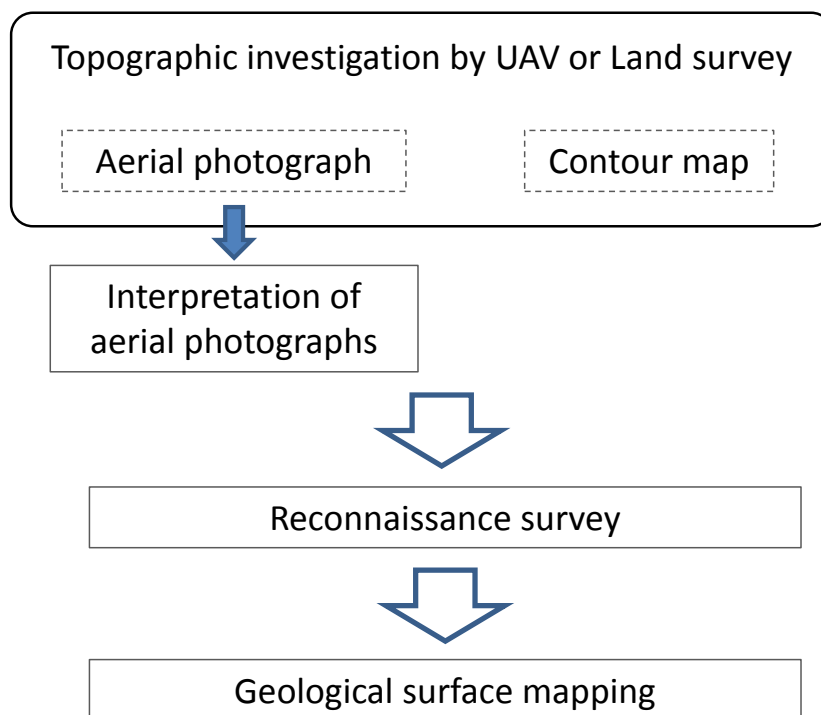 Topographic investigation by UAV or Land survey
Aerial photograph
Contour map
Interpretation of
aerial photographs
Reconnaissance survey
Geological surface mapping